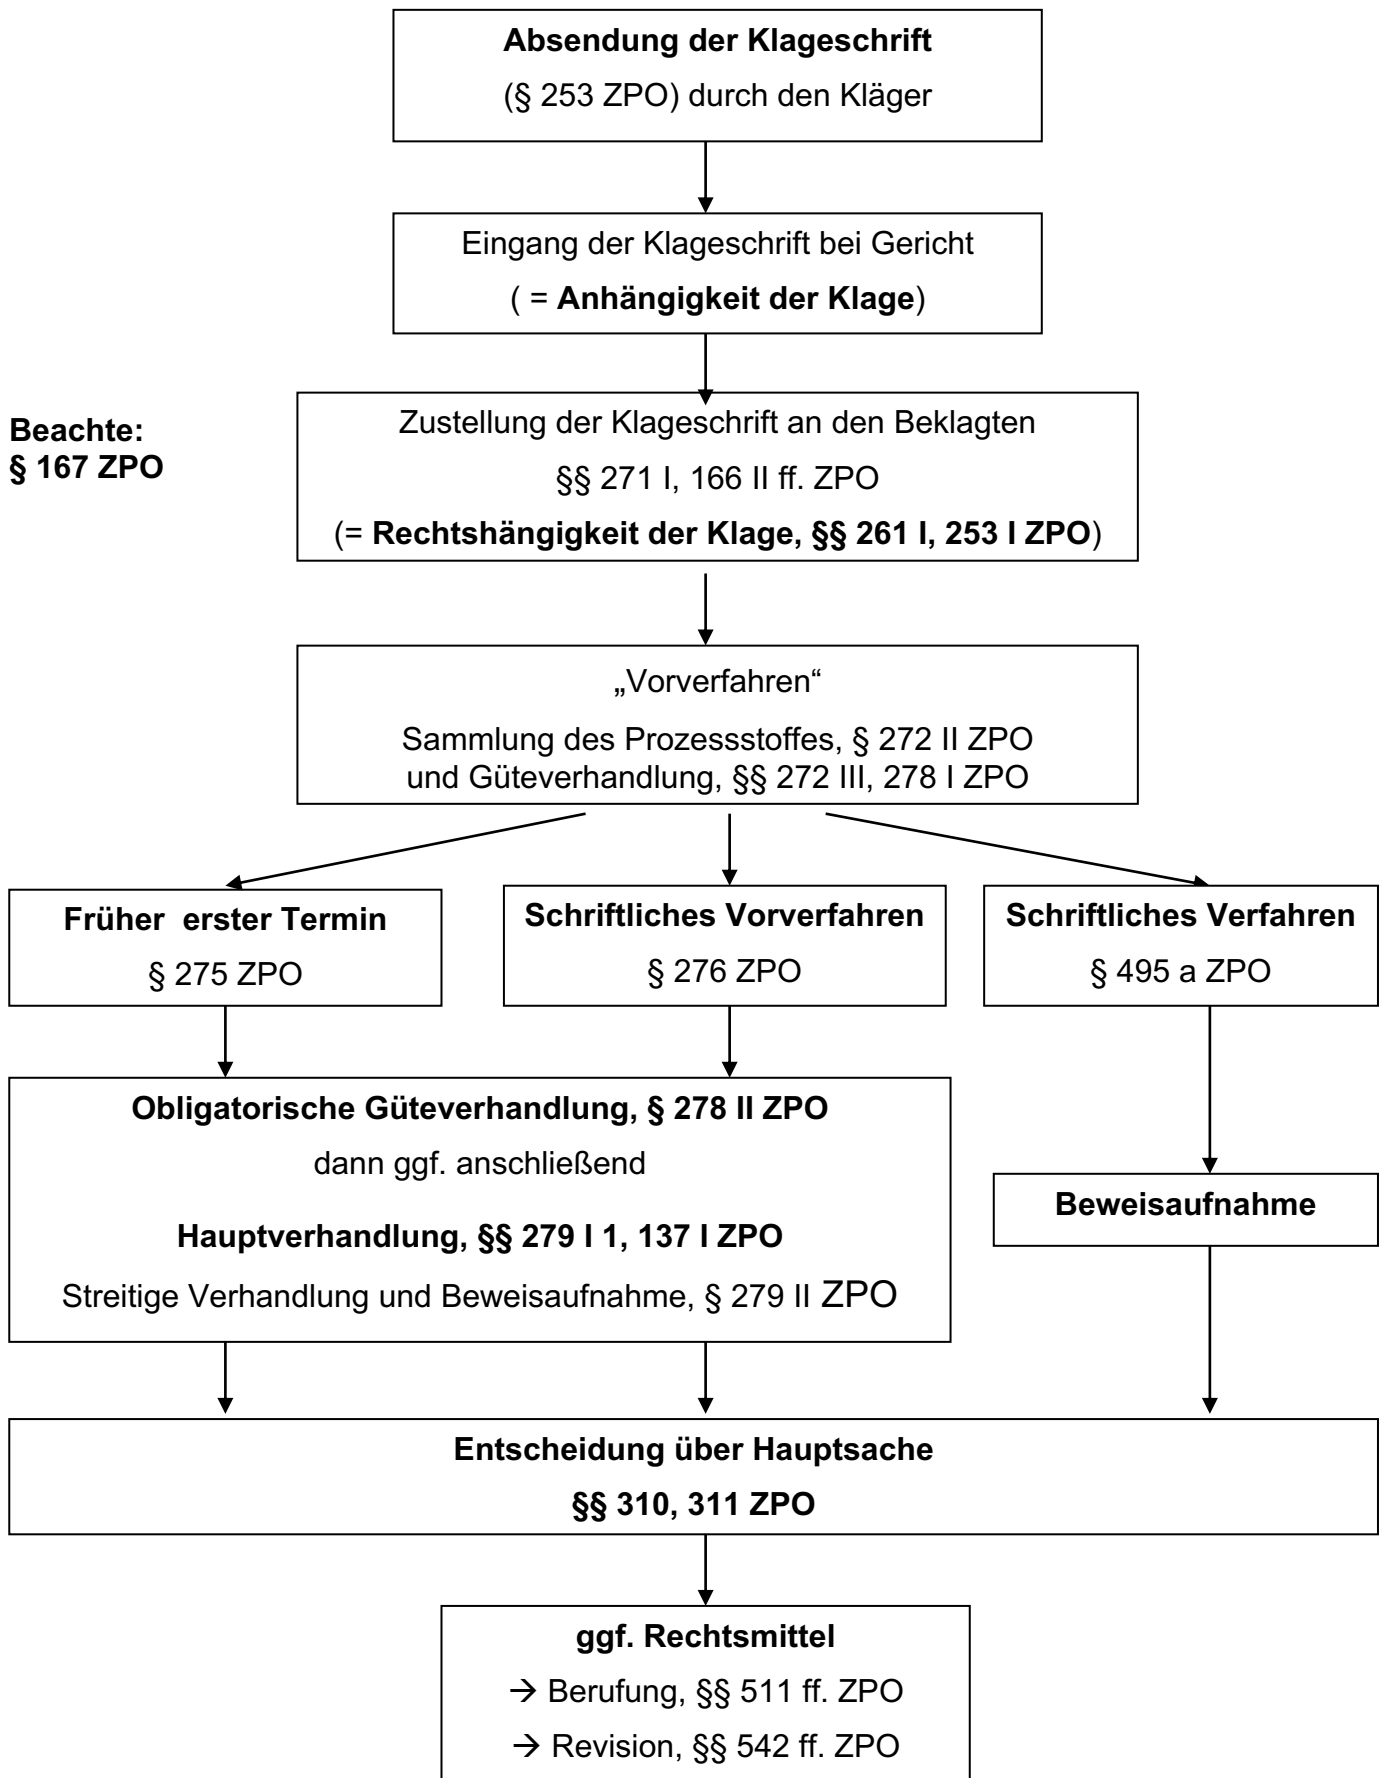 Absendung der Klageschrift
(§ 253 ZPO) durch den Kläger
Eingang der Klageschrift bei Gericht
( = Anhängigkeit der Klage)
Beachte:
§ 167 ZPO
Zustellung der Klageschrift an den Beklagten
§§ 271 I, 166 II ff. ZPO
(= Rechtshängigkeit der Klage, §§ 261 I, 253 I ZPO)
„Vorverfahren“
Sammlung des Prozessstoffes, § 272 II ZPO
und Güteverhandlung, §§ 272 III, 278 I ZPO
Früher erster Termin
§ 275 ZPO
Schriftliches Vorverfahren
§ 276 ZPO
Schriftliches Verfahren
§ 495 a ZPO
Obligatorische Güteverhandlung, § 278 II ZPO
dann ggf. anschließend
Hauptverhandlung, §§ 279 I 1, 137 I ZPO
Streitige Verhandlung und Beweisaufnahme, § 279 II ZPO
Beweisaufnahme
Entscheidung über Hauptsache
§§ 310, 311 ZPO
ggf. Rechtsmittel
→ Berufung, §§ 511 ff. ZPO
→ Revision, §§ 542 ff. ZPO